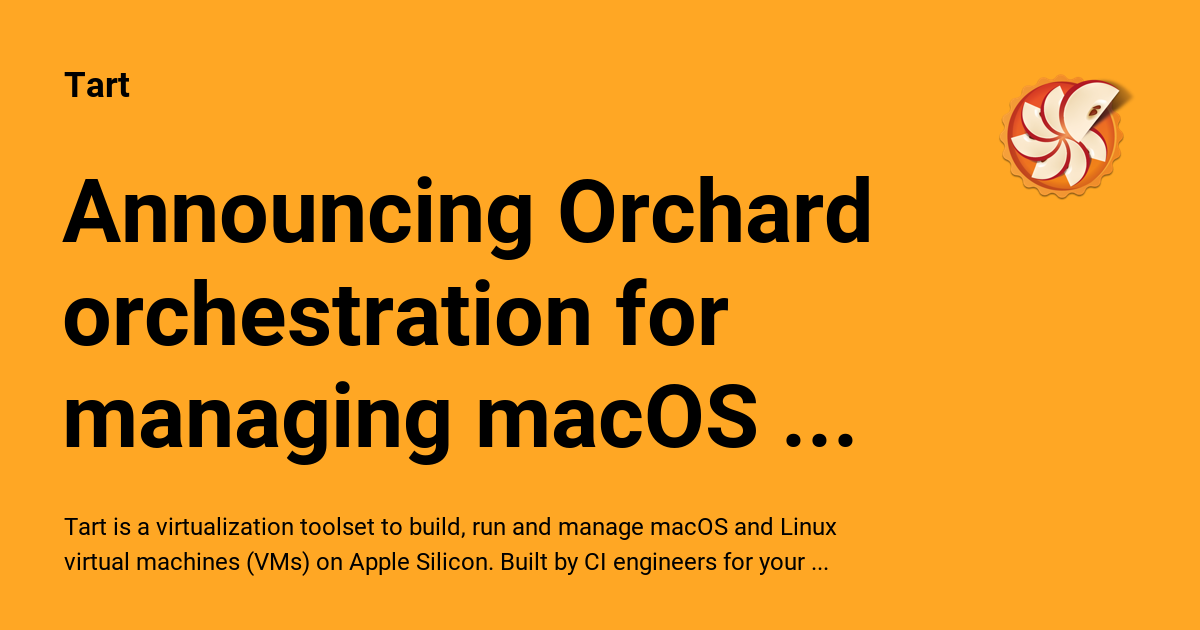 Tart
Announcing Orchard
orchestration for
managing macOS ...
Tart is a virtualization toolset to build, run and manage macOS and Linux
virtual machines (VMs) on Apple Silicon. Built by CI engineers for your ...